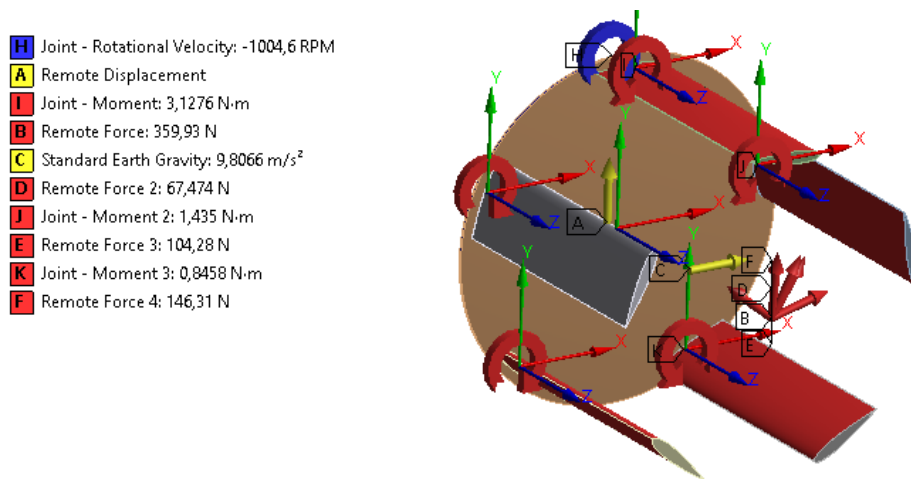 H Joint - Rotational Velocity: -1004,6 RPM
A Remote Displacement
I Joint - Moment: 3,1276 N·m
B Remote Force: 359,93 N
C Standard Earth Gravity: 9,8066 m/s²
D Remote Force 2: 67,474 N
J Joint - Moment 2: 1,435 N·m
E Remote Force 3: 104,28 N
K Joint - Moment 3: 0,8458 N·m
F Remote Force 4: 146,31 N
H I X
Y Z Y
Y J X
X Z
Y X
A Z Y
Z C F
D
Y B X
K E
X Z
Z